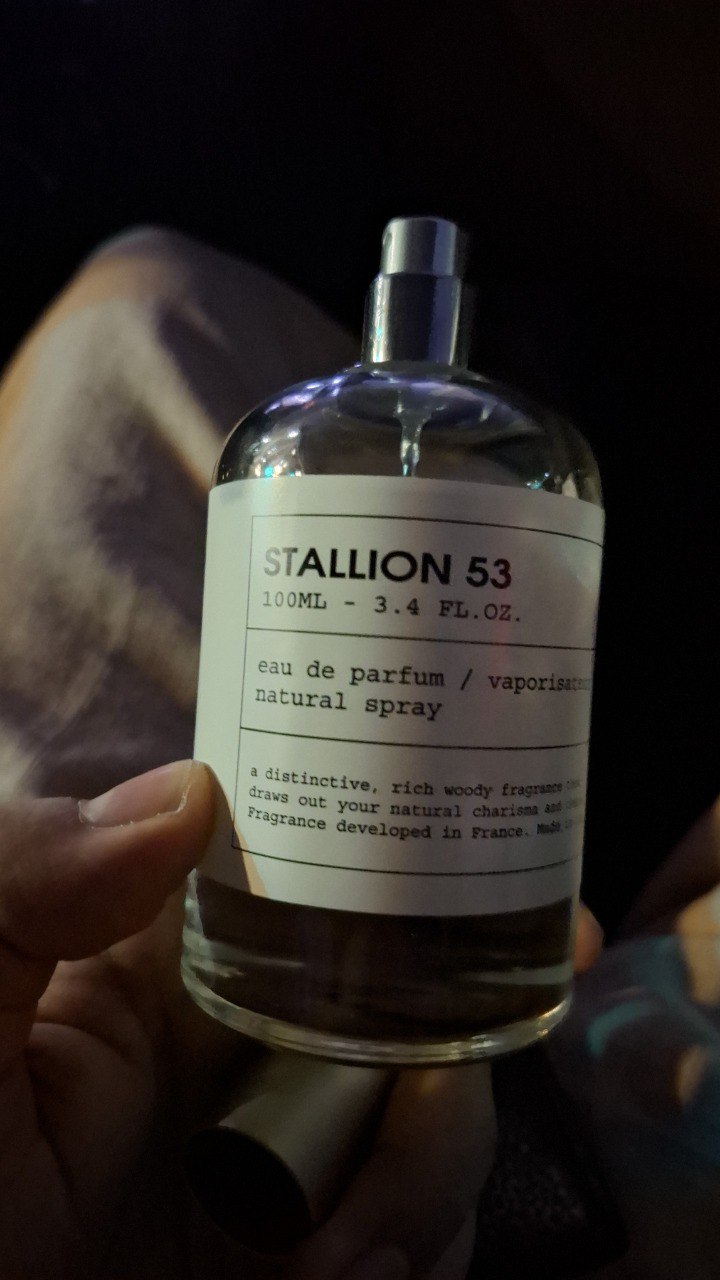 STALLION 53
100ML - 3.4 FL.OZ.
eau de parfum / vaporisateur
natural spray
a distinctive, rich woody fragrance
draws out your natural charisma and
Fragrance developed in France. Made in